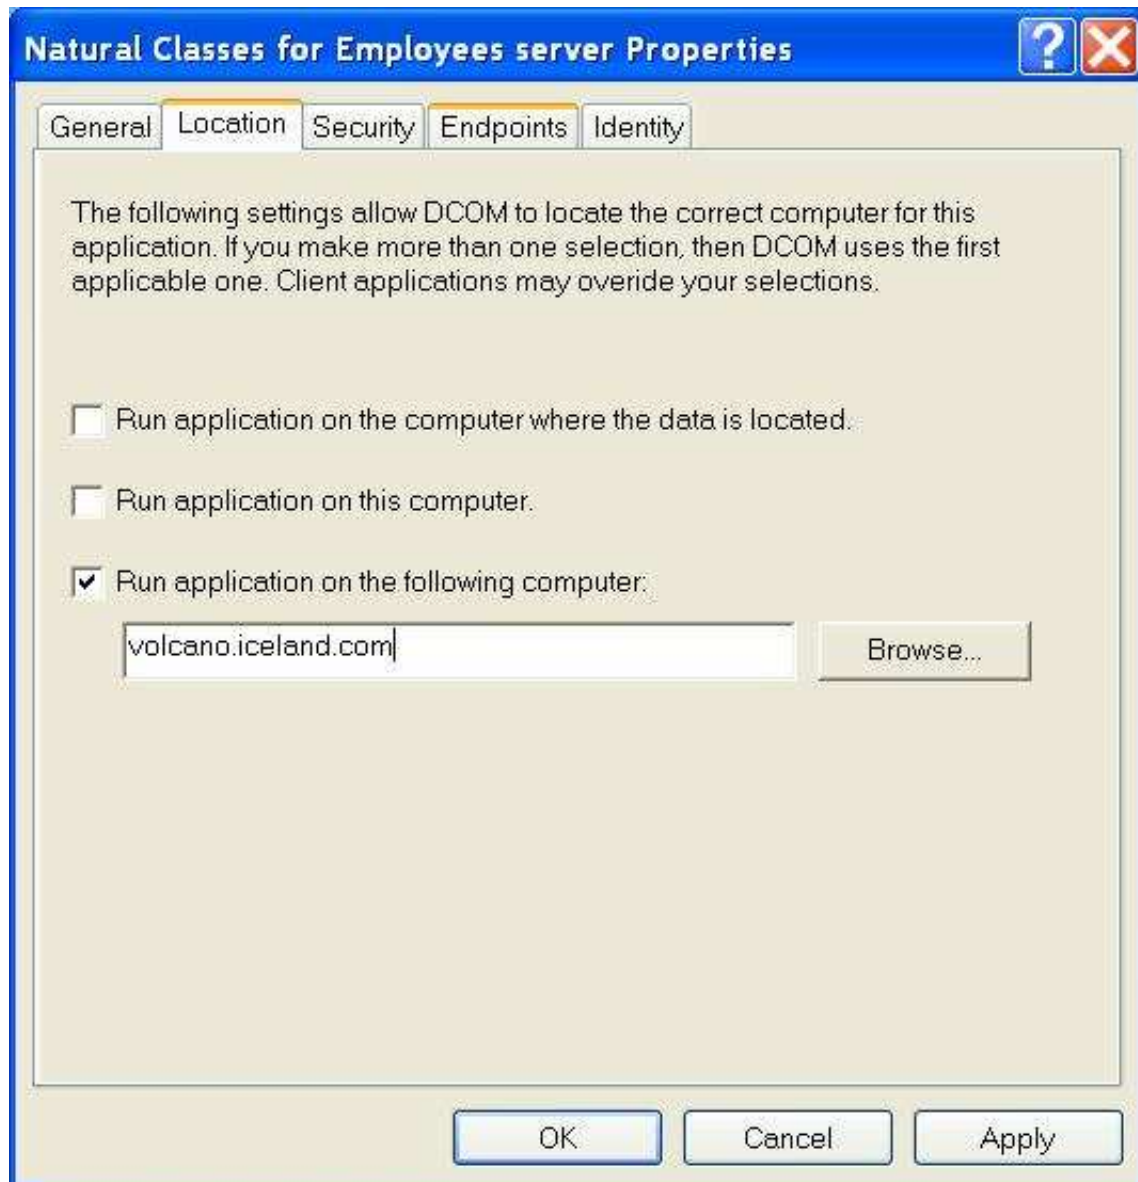 Natural Classes for Employees server Properties
General Location Security Endpoints Identity
The following settings allow DCOM to locate the correct computer for this
application. If you make more than one selection, then DCOM uses the first
applicable one. Client applications may overide your selections.
Run application on the computer where the data is located.
Run application on this computer.
Run application on the following computer:
volcano.iceland.com
Browse...
OK Cancel Apply